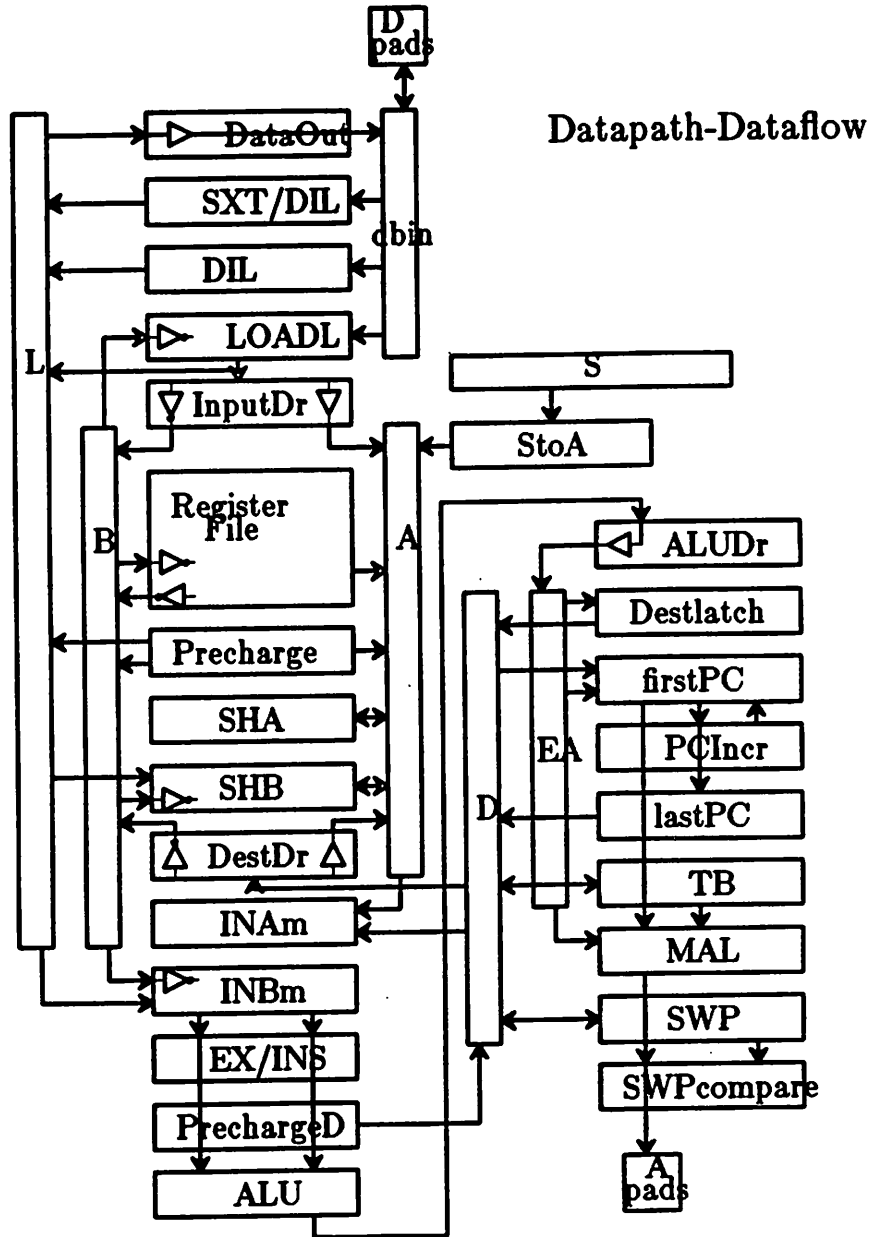 D
pads
DataOut
Datapath-Dataflow
SXT/DIL
dbin
DIL
LOADL
L
S
InputDr
StoA
Register
File
B
A
ALUDr
Destlatch
Precharge
firstPC
SHA
PCIncr
EA
SHB
D
lastPC
DestDr
TB
INAm
MAL
INBm
SWP
EX/INS
SWPcompare
PrechargeD
A
pads
ALU